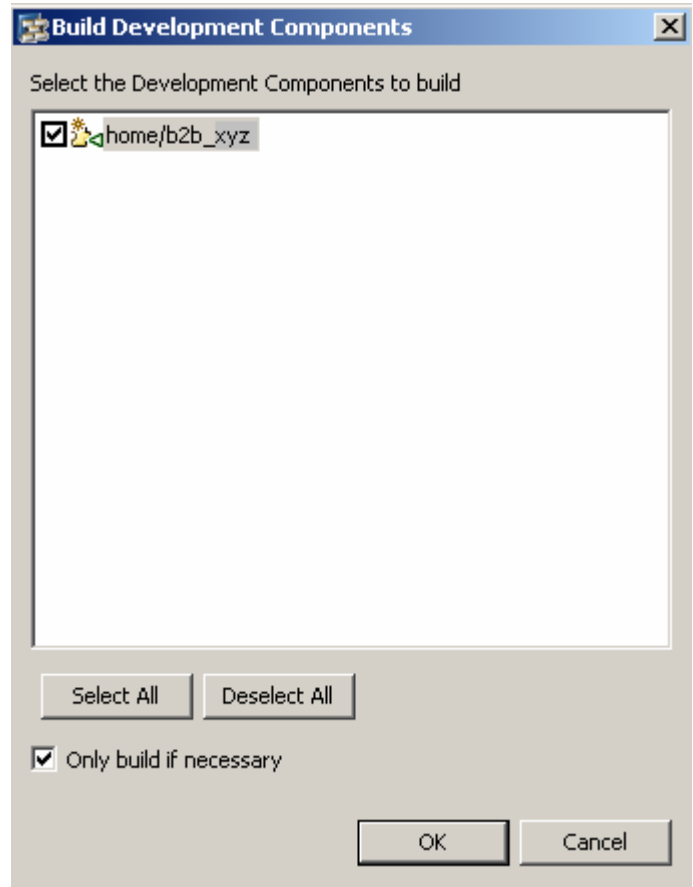 Build Development Components
Select the Development Components to build
home/b2b_xyz
Select All Deselect All
Only build if necessary
OK Cancel